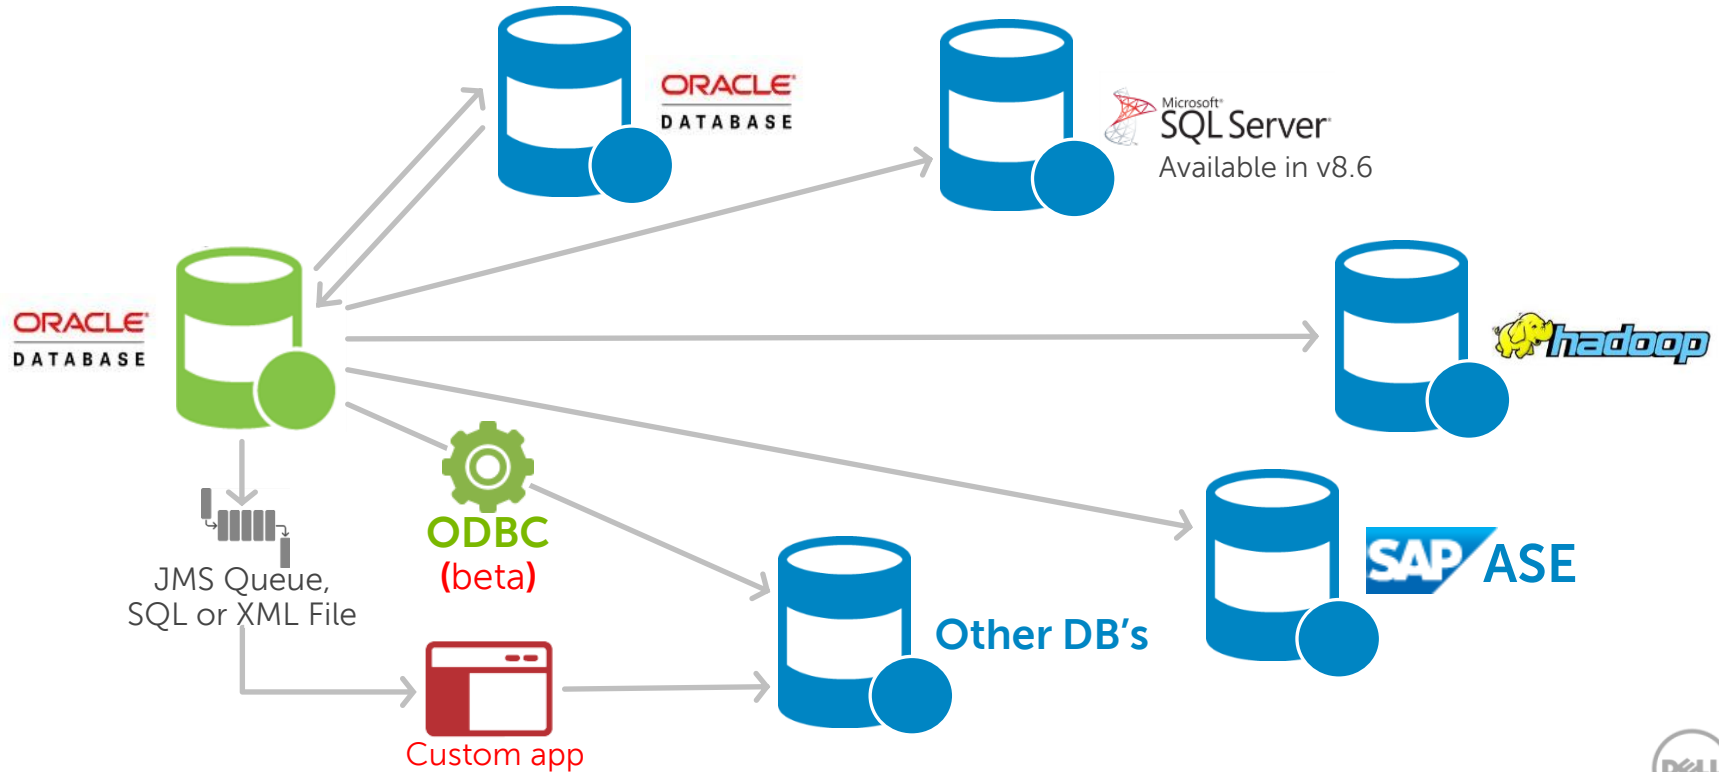 ORACLE
DATABASE
Microsoft
SQL Server
Available in v8.6
ORACLE
DATABASE
hadoop
ODBC
(beta)
SAP ASE
JMS Queue,
SQL or XML File
Other DB’s
Custom app
DELL